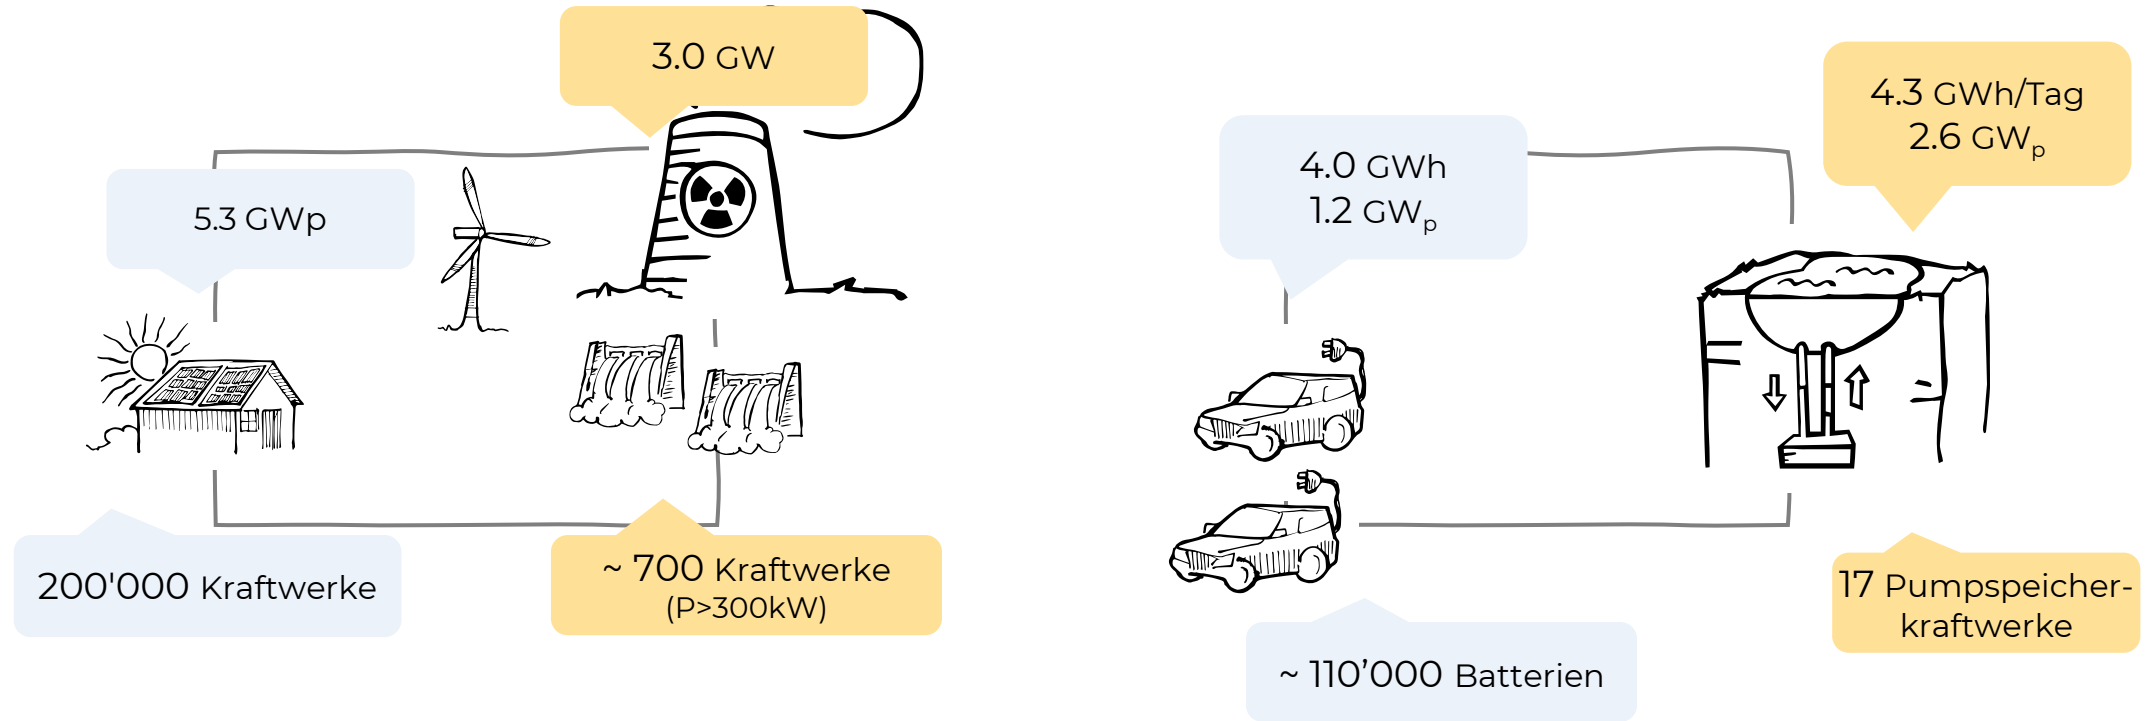 3.0 GW
5.3 GWp
200'000 Kraftwerke
~ 700 Kraftwerke
(P>300kW)
4.0 GWh
1.2 GWp
4.3 GWh/Tag
2.6 GWp
~ 110’000 Batterien
17 Pumpspeicher-
kraftwerke